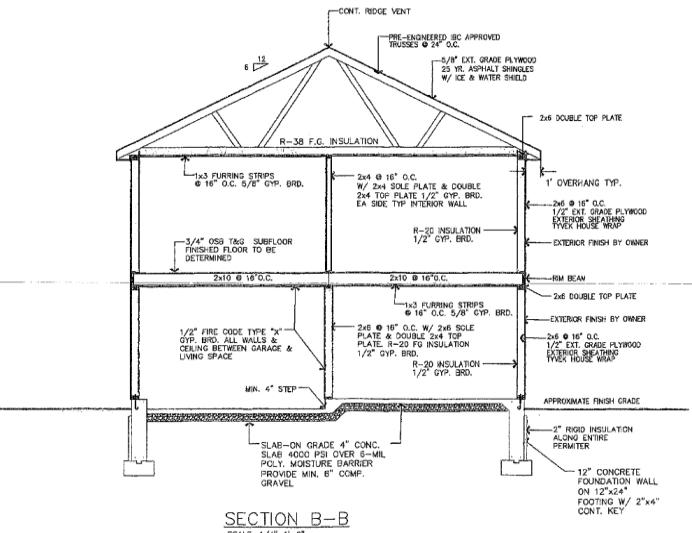 CONT. RIDGE VENT
PRE-ENGINEERED IBC APPROVED
TRUSSES @ 24" O.C.
12
6
5/8" EXT. GRADE PLYWOOD
25 YR. ASPHALT SHINGLES
W/ ICE & WATER SHIELD
2x6 DOUBLE TOP PLATE
R-38 F.G. INSULATION
1x3 FURRING STRIPS
@ 16" O.C. 5/8" GYP. BRD.
2x4 @ 16" O.C.
W/ 2x4 SOLE PLATE & DOUBLE
2x4 TOP PLATE 1/2" GYP. BRD.
EA SIDE TYP INTERIOR WALL
1' OVERHANG TYP.
2x6 @ 16" O.C.
1/2" EXT. GRADE PLYWOOD
EXTERIOR SHEATHING
TYVEK HOUSE WRAP
R-20 INSULATION
1/2" GYP. BRD.
EXTERIOR FINISH BY OWNER
3/4" OSB T&G SUBFLOOR
FINISHED FLOOR TO BE
DETERMINED
2x10 @ 16"O.C.
2x10 @ 16"O.C.
RIM BEAM
2x6 DOUBLE TOP PLATE
1x3 FURRING STRIPS
@ 16" O.C. 5/8" GYP. BRD.
EXTERIOR FINISH BY OWNER
1/2" FIRE CODE TYPE "X"
GYP. BRD. ALL WALLS &
CEILING BETWEEN GARAGE &
LIVING SPACE
2x6 @ 16" O.C. W/ 2x6 SOLE
PLATE & DOUBLE 2x4 TOP
PLATE. R-20 FG INSULATION
1/2" GYP. BRD.
2x6 @ 16" O.C.
1/2" EXT. GRADE PLYWOOD
EXTERIOR SHEATHING
TYVEK HOUSE WRAP
R-20 INSULATION
1/2" GYP. BRD.
MIN. 4" STEP
APPROXIMATE FINISH GRADE
2" RIGID INSULATION
ALONG ENTIRE
PERMITER
SLAB-ON GRADE 4" CONC.
SLAB 4000 PSI OVER 6-MIL
POLY. MOISTURE BARRIER
PROVIDE MIN. 6" COMP.
GRAVEL
12" CONCRETE
FOUNDATION WALL
ON 12"x24"
FOOTING W/ 2"x4"
CONT. KEY
SECTION B-B